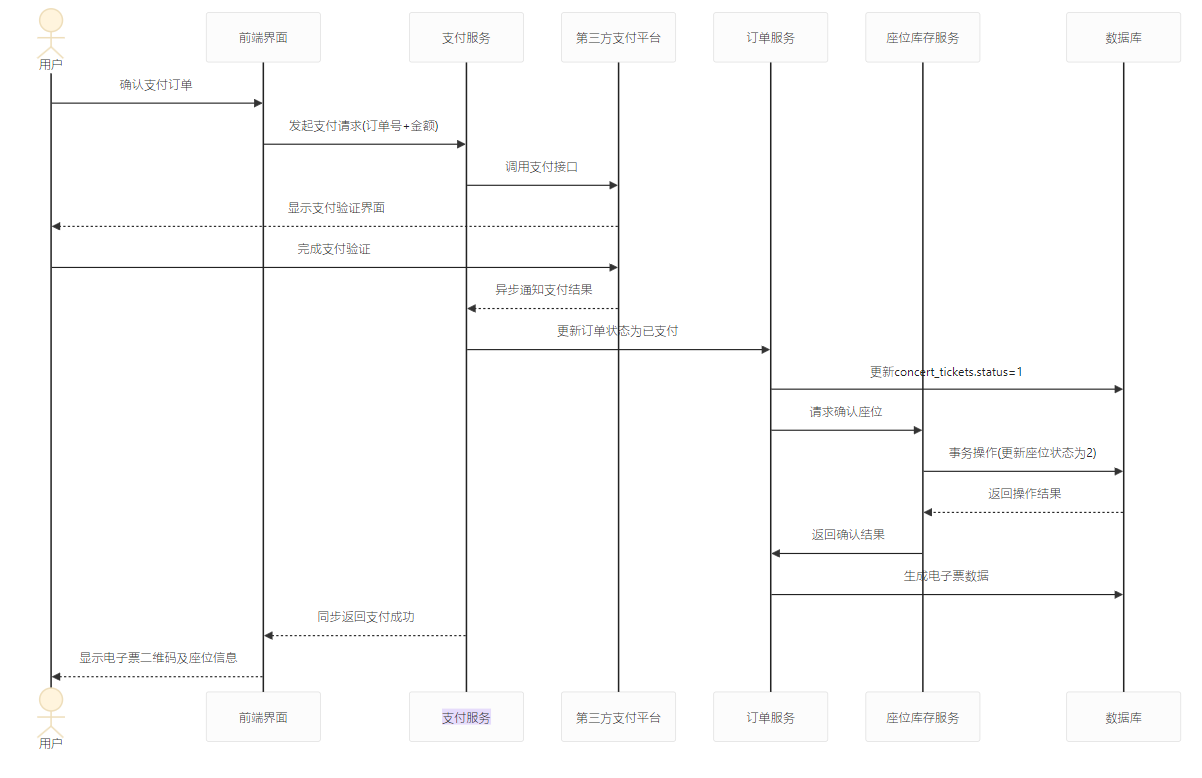 用户
前端界面
支付服务
第三方支付平台
订单服务
座位库存服务
数据库
确认支付订单
发起支付请求(订单号+金额)
调用支付接口
显示支付验证界面
完成支付验证
异步通知支付结果
更新订单状态为已支付
更新concert_tickets.status=1
请求确认座位
事务操作(更新座位状态为2)
返回操作结果
返回确认结果
生成电子票数据
同步返回支付成功
显示电子票二维码及座位信息
用户
前端界面
支付服务
第三方支付平台
订单服务
座位库存服务
数据库